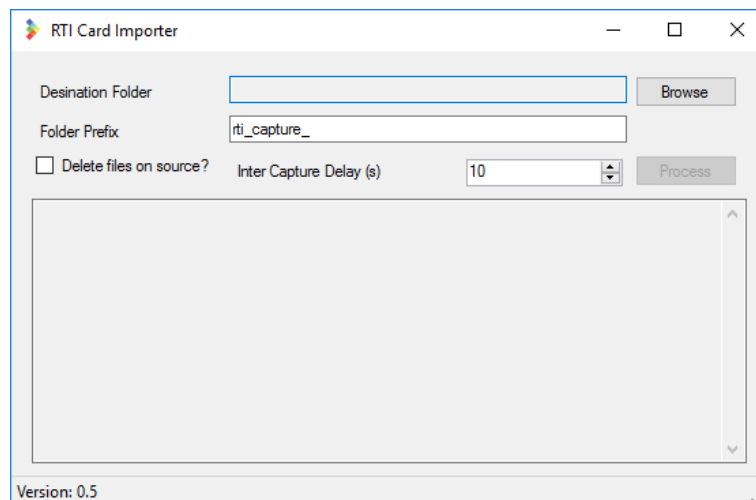 RTI Card Importer
Desination Folder Browse
Folder Prefix rti_capture_
Delete files on source? Inter Capture Delay (s) 10 Process
Version: 0.5